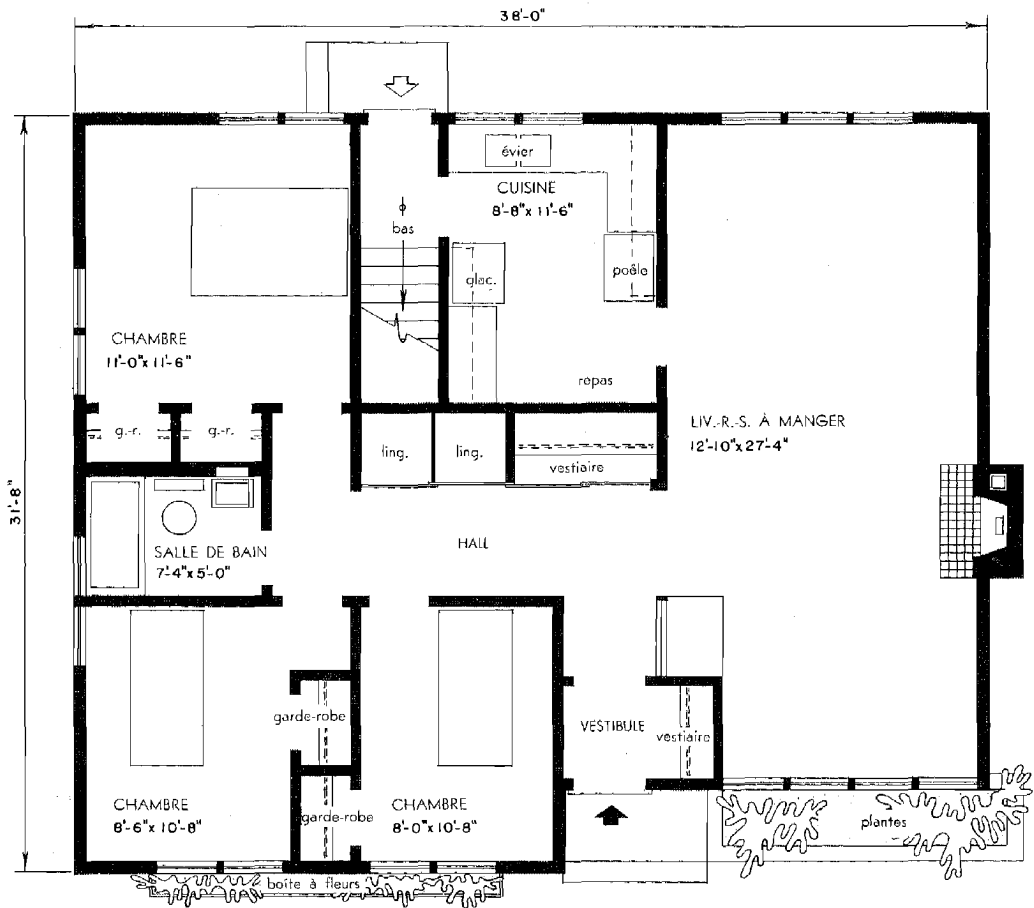 38'-0"
évier
CUISINE
8'-8"x 11'-6"
bas
glac.
poêle
CHAMBRE
11'-0"x 11'-6"
repas
g.-r.
g.-r.
LIV.-R.-S. À MANGER
12'-10"x 27'-4"
ling.
ling.
vestiaire
31'-8"
HALL
SALLE DE BAIN
7'-4"x 5'-0"
garde-robe
VESTIBULE
vestiaire
CHAMBRE
8'-6"x 10'-8"
garde-robe
CHAMBRE
8'-0"x 10'-8"
plantes
boîte à fleurs